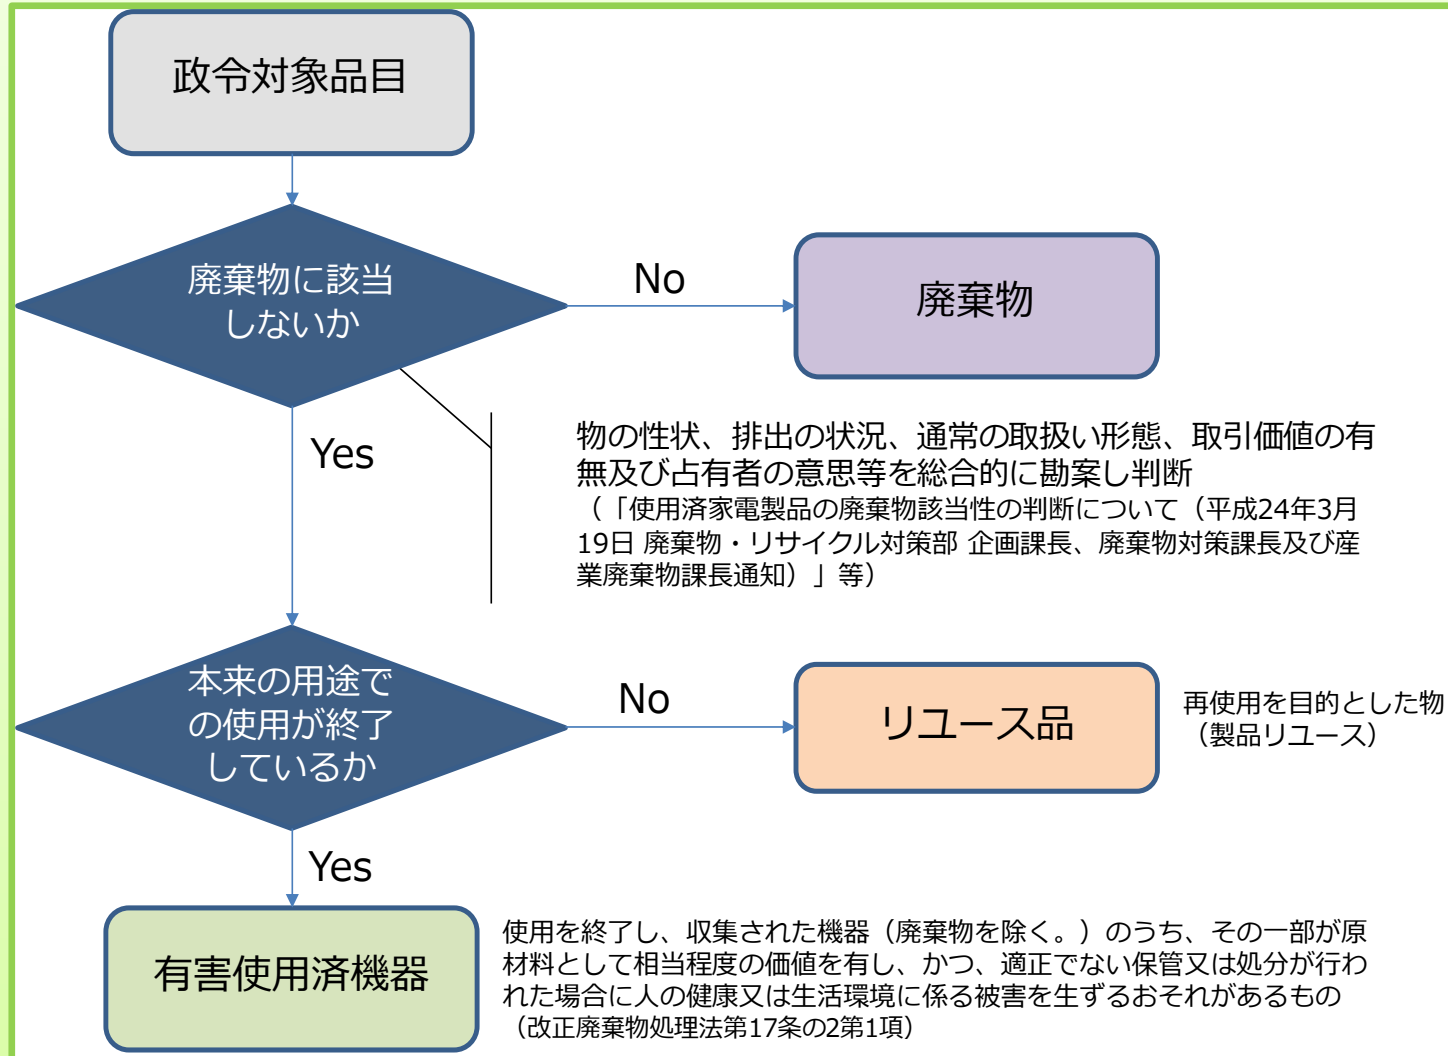 政令対象品目
廃棄物に該当
しないか
No
廃棄物
Yes
物の性状、排出の状況、通常の取扱い形態、取引価値の有
無及び占有者の意思等を総合的に勘案し判断
（「使用済家電製品の廃棄物該当性の判断について（平成24年3月
19日 廃棄物・リサイクル対策部 企画課長、廃棄物対策課長及び産
業廃棄物課長通知）」等）
本来の用途で
の使用が終了
しているか
No
リユース品
再使用を目的とした物
（製品リユース）
Yes
有害使用済機器
使用を終了し、収集された機器（廃棄物を除く。）のうち、その一部が原
材料として相当程度の価値を有し、かつ、適正でない保管又は処分が行わ
れた場合に人の健康又は生活環境に係る被害を生ずるおそれがあるもの
（改正廃棄物処理法第17条の2第1項）